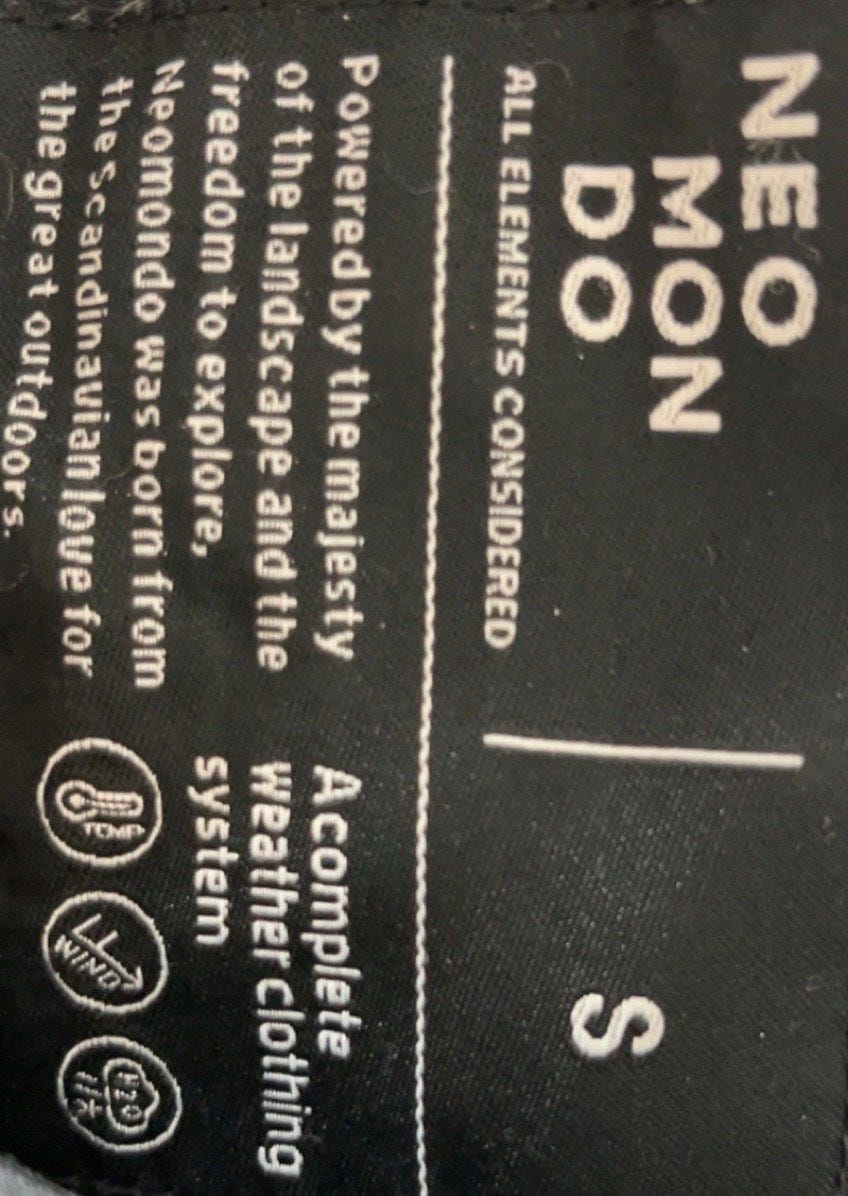 NEO
MON
DO
ALL ELEMENTS CONSIDERED
S
Powered by the majesty
of the landscape and the
freedom to explore,
Neomondo was born from
the Scandinavian love for
the great outdoors.
A complete
weather clothing
system
TEMP
WIND
H2O